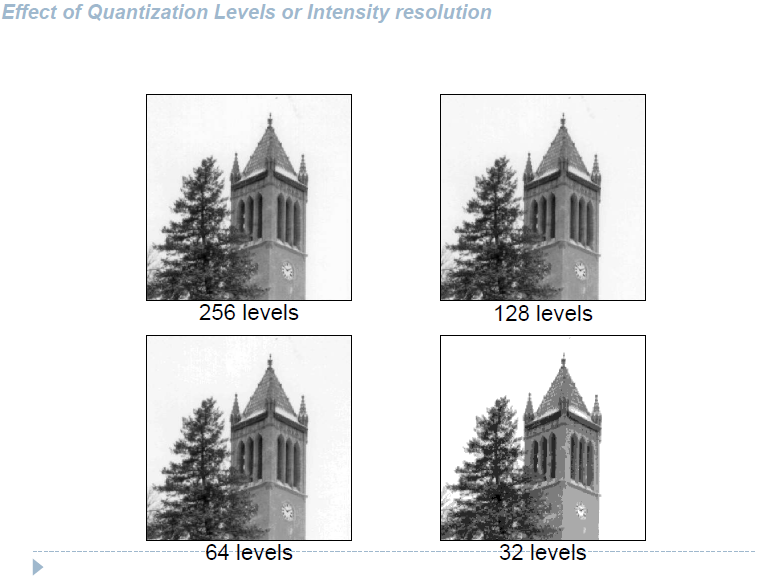 Effect of Quantization Levels or Intensity resolution
256 levels
128 levels
64 levels
32 levels